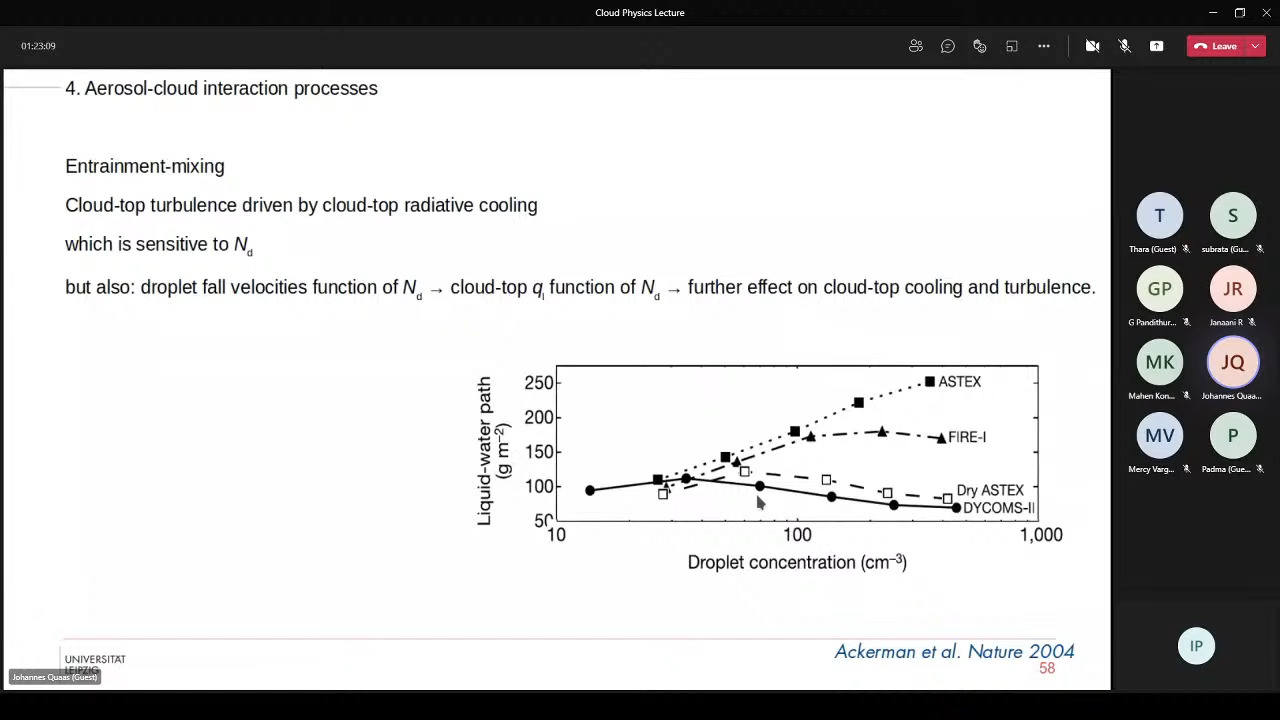 Cloud Physics Lecture
01:23:09
Leave
4. Aerosol-cloud interaction processes
Entrainment-mixing
Cloud-top turbulence driven by cloud-top radiative cooling
which is sensitive to Nd
but also: droplet fall velocities function of Nd → cloud-top ql function of Nd → further effect on cloud-top cooling and turbulence.
Liquid-water path
(g m–2)
250
200
150
100
50
10
100
1,000
ASTEX
FIRE-I
Dry ASTEX
DYCOMS-II
Droplet concentration (cm–3)
Ackerman et al. Nature 2004
58
UNIVERSITÄT
LEIPZIG
Johannes Quaas (Guest)
T
Thara (Guest)
S
subrata (Gu...
GP
G Pandithur...
JR
Janaani R
MK
Mahen Kon...
JQ
Johannes Quaa...
MV
Mercy Varg...
P
Padma (Gue...
IP